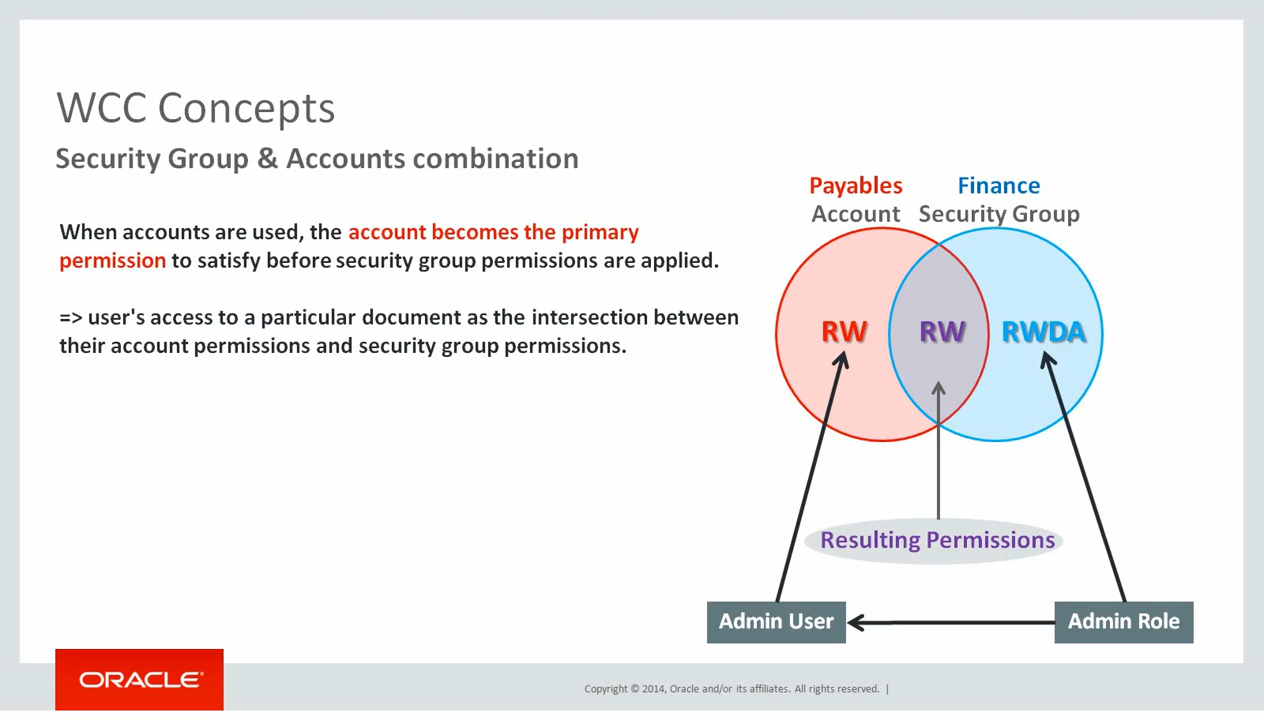 WCC Concepts
Security Group & Accounts combination
When accounts are used, the account becomes the primary
permission to satisfy before security group permissions are applied.
=> user's access to a particular document as the intersection between
their account permissions and security group permissions.
Payables
Account
Finance
Security Group
RW
RW
RWDA
Resulting Permissions
Admin User
Admin Role
ORACLE®
Copyright © 2014, Oracle and/or its affiliates. All rights reserved. |